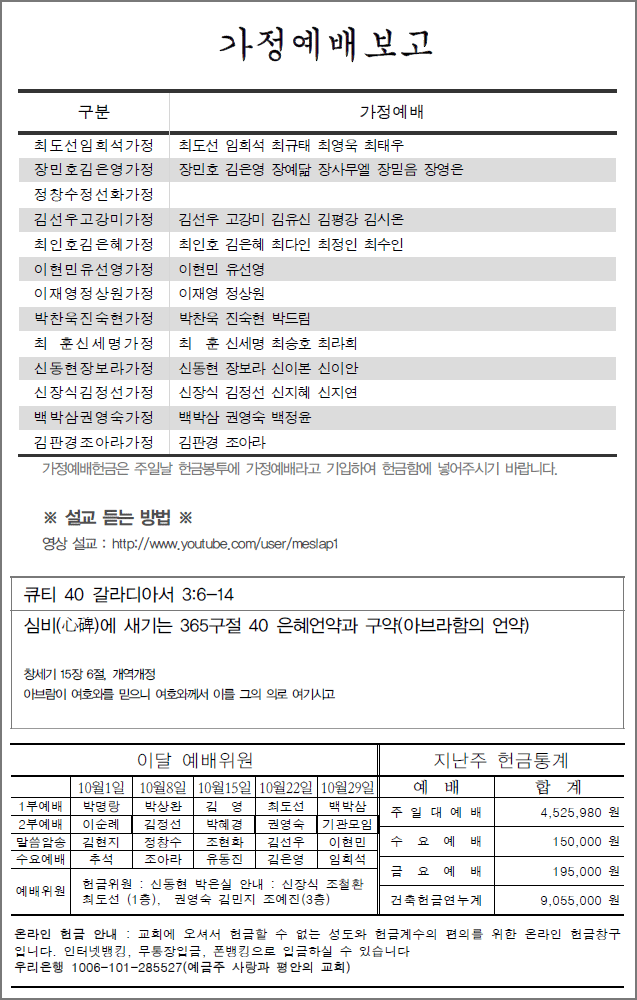 가정예배보고
구분 가정예배
최도선임희석가정 최도선 임희석 최규태 최영욱 최태우
장민호김은영가정 장민호 김은영 장예닮 장사무엘 장믿음 장영은
정창수정선화가정
김선우고강미가정 김선우 고강미 김유신 김평강 김시온
최인호김은혜가정 최인호 김은혜 최다인 최정인 최수인
이현민유선영가정 이현민 유선영
이재영정상원가정 이재영 정상원
박찬욱진숙현가정 박찬욱 진숙현 박드림
최 훈신세명가정 최 훈 신세명 최승호 최라희
신동현장보라가정 신동현 장보라 신이본 신이안
신장식김정선가정 신장식 김정선 신지혜 신지연
백박삼권영숙가정 백박삼 권영숙 백정윤
김판경조아라가정 김판경 조아라
가정예배헌금은 주일날 헌금봉투에 가정예배라고 기입하여 헌금함에 넣어주시기 바랍니다.
※ 설교 듣는 방법 ※
영상 설교 : http://www.youtube.com/user/meslap1
큐티 40 갈라디아서 3:6-14
심비(心碑)에 새기는 365구절 40 은혜언약과 구약(아브라함의 언약)
창세기 15장 6절, 개역개정
아브람이 여호와를 믿으니 여호와께서 이를 그의 의로 여기시고
이달 예배위원
10월1일 10월8일 10월15일 10월22일 10월29일
1부예배 박명랑 박상완 김 영 최도선 백박삼
2부예배 이순례 김정선 박혜경 권영숙 기관모임
말씀암송 김현지 정창수 조현화 김선우 이현민
수요예배 추석 조아라 유동진 김은영 임희석
예배위원 헌금위원 : 신동현 박은실 안내 : 신장식 조철환
최도선 (1층), 권영숙 김민지 조예진(3층)
지난주 헌금통계
예 배 합 계
주 일 대 예 배 4,525,980 원
수 요 예 배 150,000 원
금 요 예 배 195,000 원
건축헌금연누계 9,055,000 원
온라인 헌금 안내 : 교회에 오셔서 헌금할 수 없는 성도와 헌금계수의 편의를 위한 온라인 헌금창구
입니다. 인터넷뱅킹, 무통장입금, 폰뱅킹으로 입금하실 수 있습니다
우리은행 1006-101-285527(예금주 사랑과 평안의 교회)